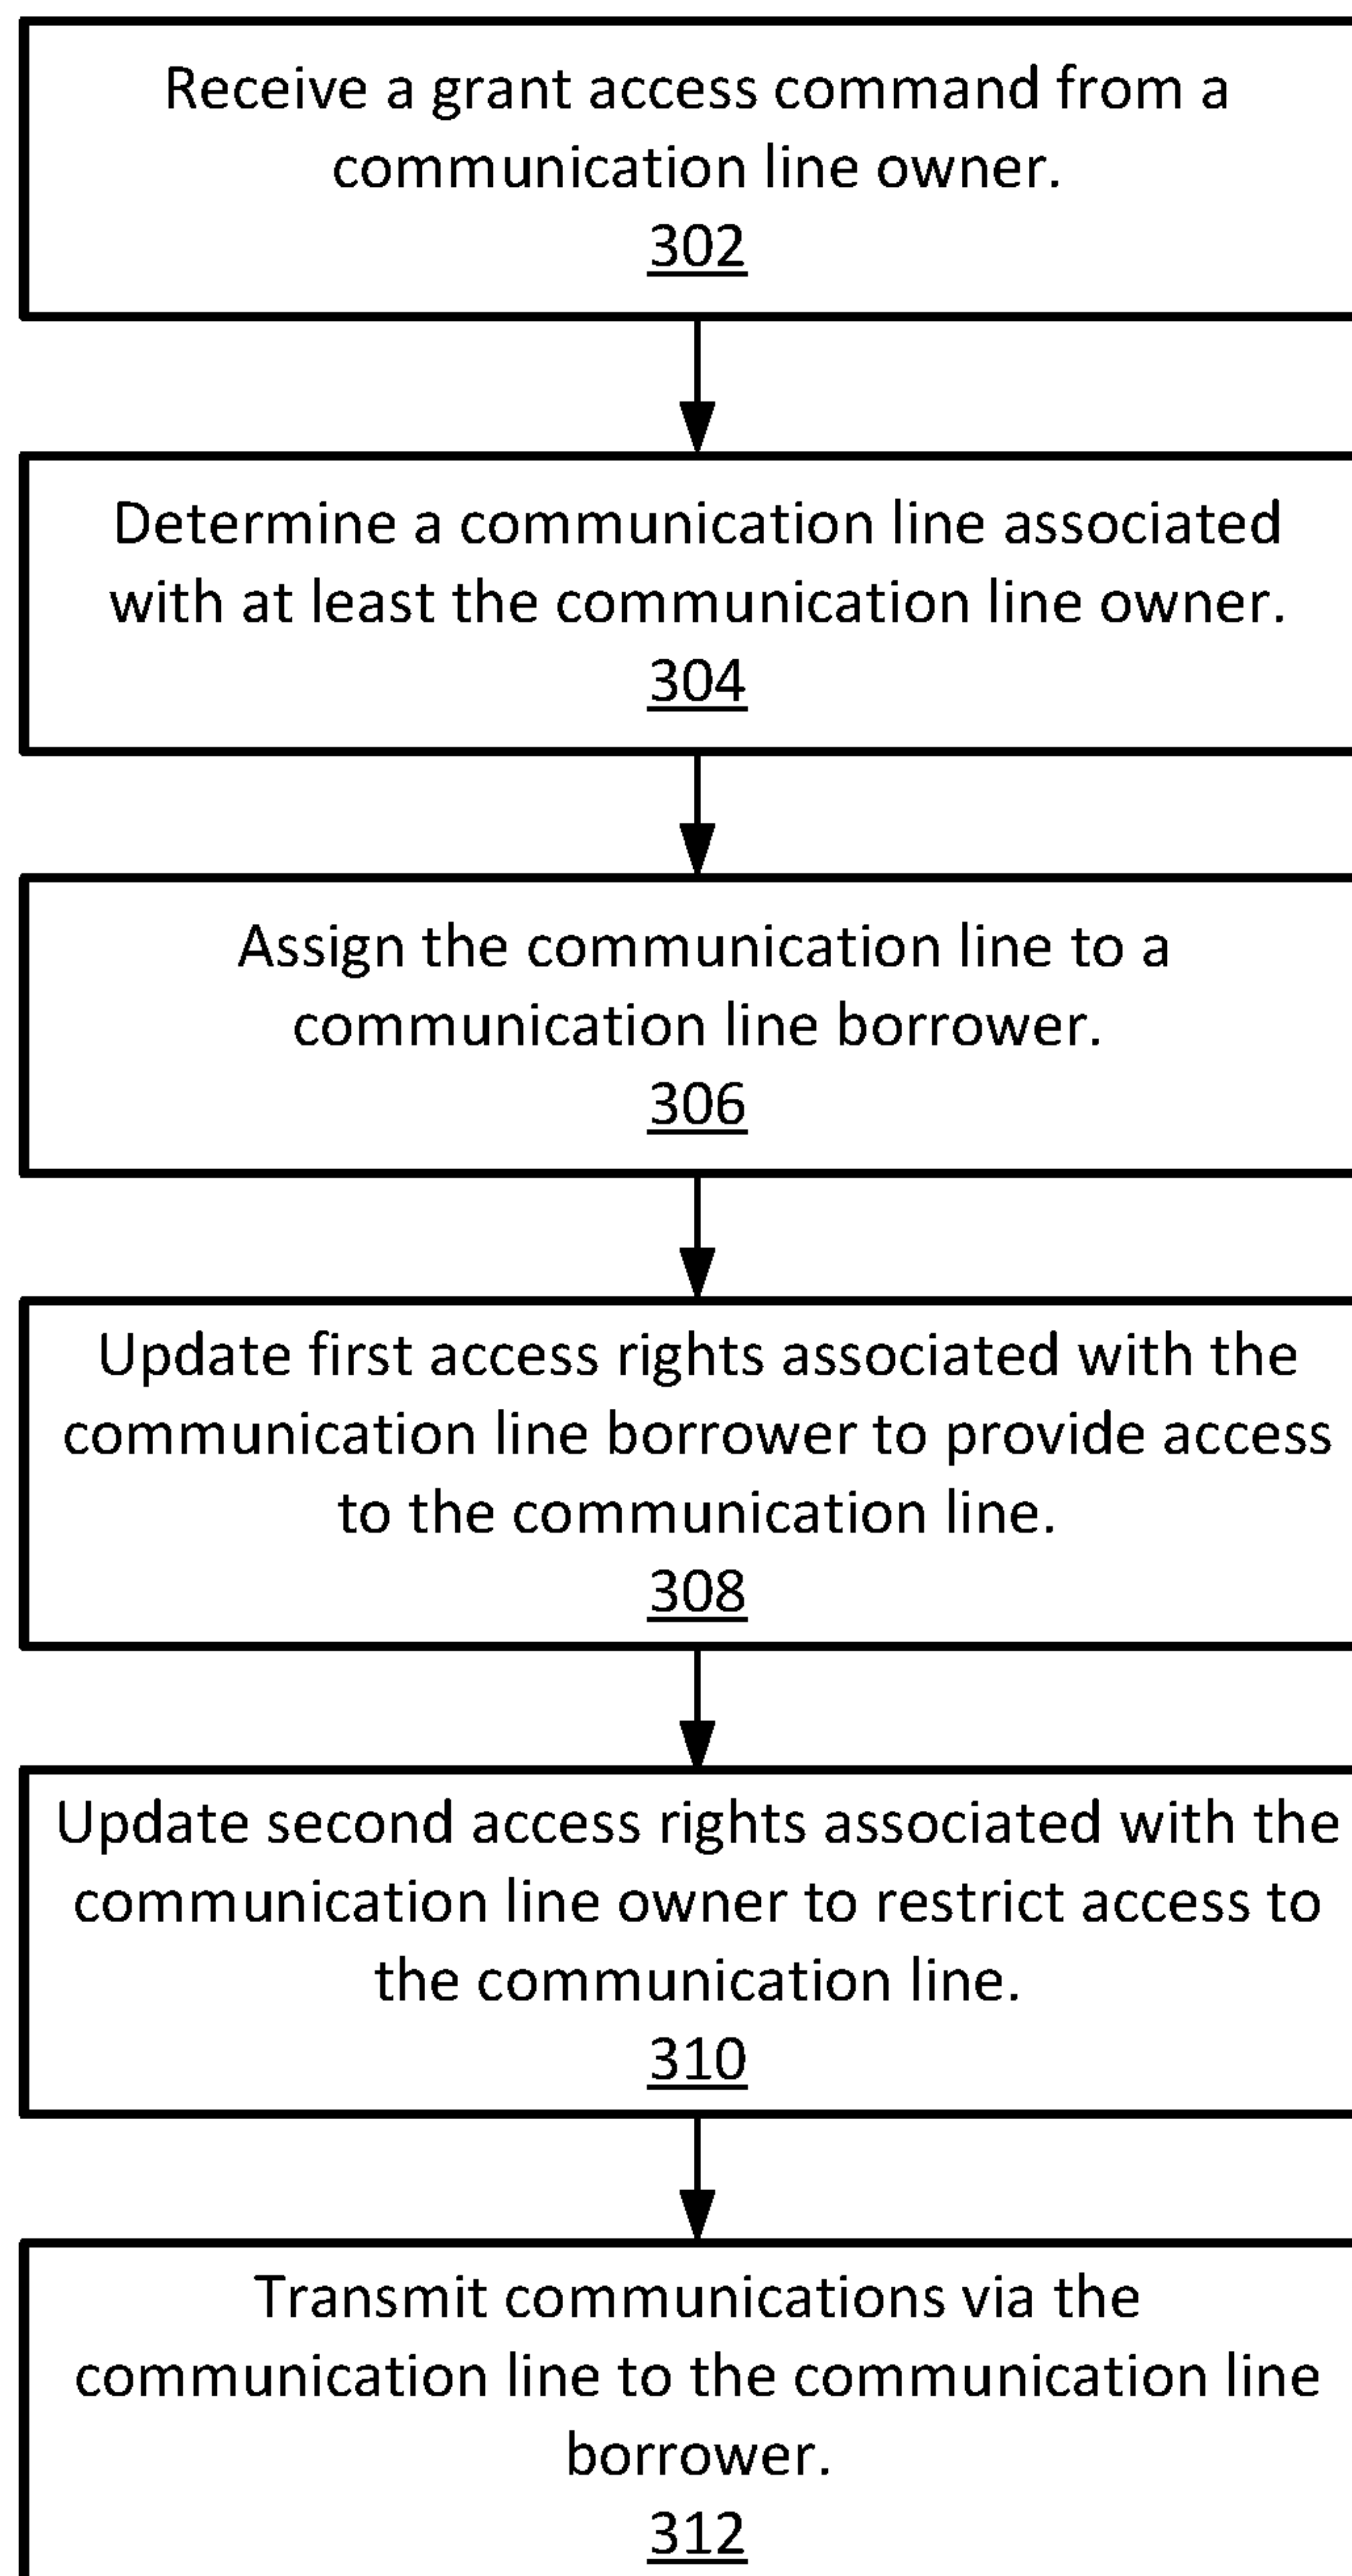 Receive a grant access command from a
communication line owner.
302
Determine a communication line associated
with at least the communication line owner.
304
Assign the communication line to a
communication line borrower.
306
Update first access rights associated with the
communication line borrower to provide access
to the communication line.
308
Update second access rights associated with the
communication line owner to restrict access to
the communication line.
310
Transmit communications via the
communication line to the communication line
borrower.
312